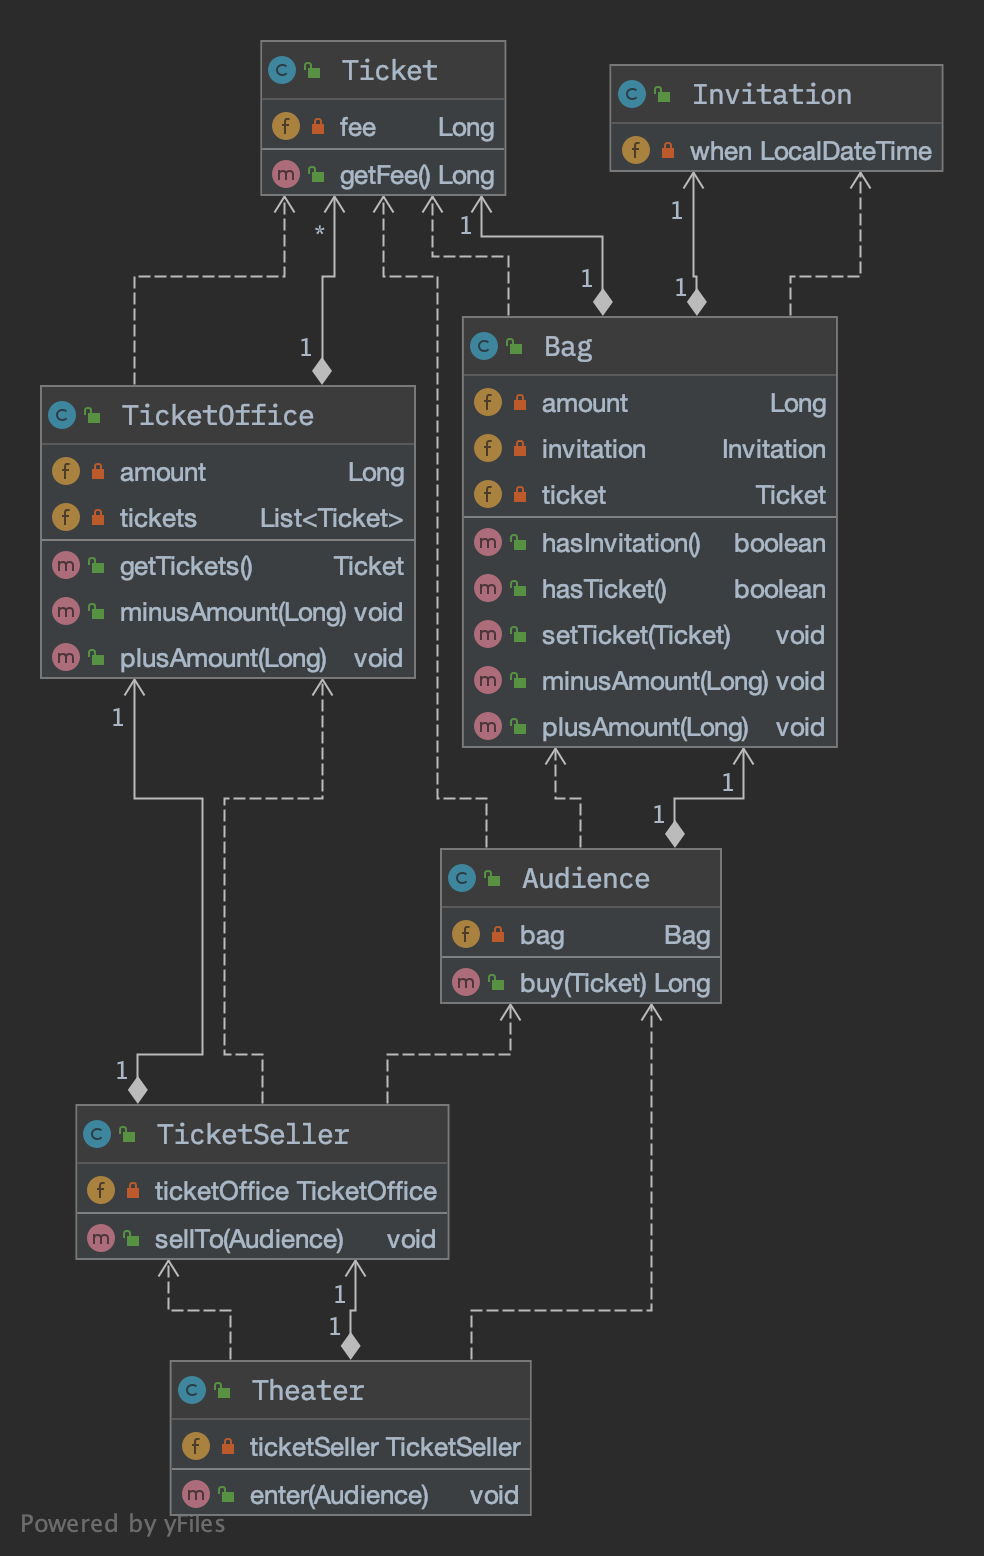 Ticket
fee Long
getFee() Long
Invitation
when LocalDateTime
1
*
1
1
1
1
Bag
amount Long
invitation Invitation
ticket Ticket
hasInvitation() boolean
hasTicket() boolean
setTicket(Ticket) void
minusAmount(Long) void
plusAmount(Long) void
TicketOffice
amount Long
tickets List<Ticket>
getTickets() Ticket
minusAmount(Long) void
plusAmount(Long) void
1
1
1
Audience
bag Bag
buy(Ticket) Long
1
TicketSeller
ticketOffice TicketOffice
sellTo(Audience) void
1
1
Theater
ticketSeller TicketSeller
enter(Audience) void
Powered by yFiles